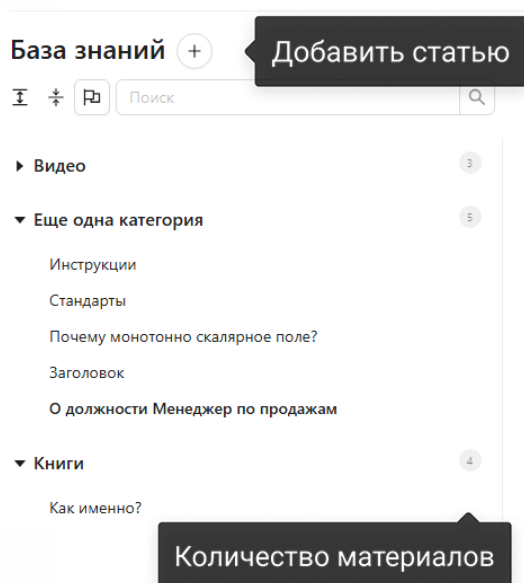 База знаний + Добавить статью
Поиск
Видео 3
Еще одна категория 5
Инструкции
Стандарты
Почему монотонно скалярное поле?
Заголовок
О должности Менеджер по продажам
Книги 4
Как именно?
Количество материалов